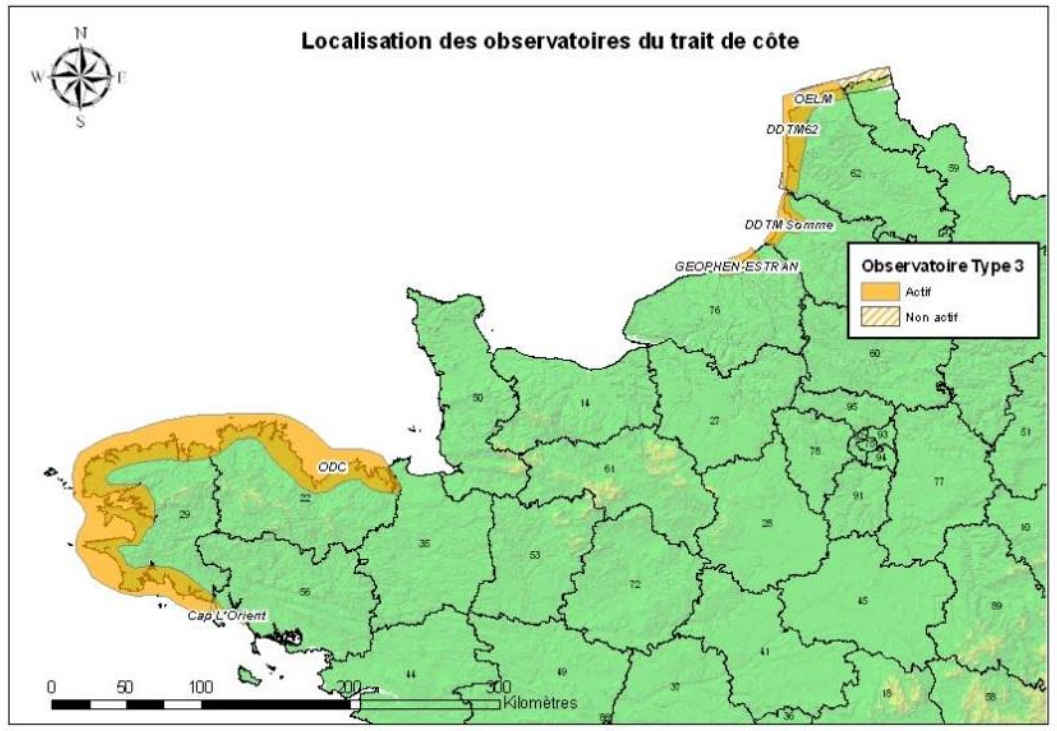 Localisation des observatoires du trait de côte
N
W
E
S
OELM
DDTM62
62
59
DDTM Somme
GEOPHEN-ESTRAN
Observatoire Type 3
Actif
Non actif
76
60
50
14
27
95
93
94
78
91
77
51
ODC
61
29
22
28
10
35
53
72
56
Cap L'Orient
45
89
44
49
41
37
18
58
36
0
50
100
200
300
Kilomètres